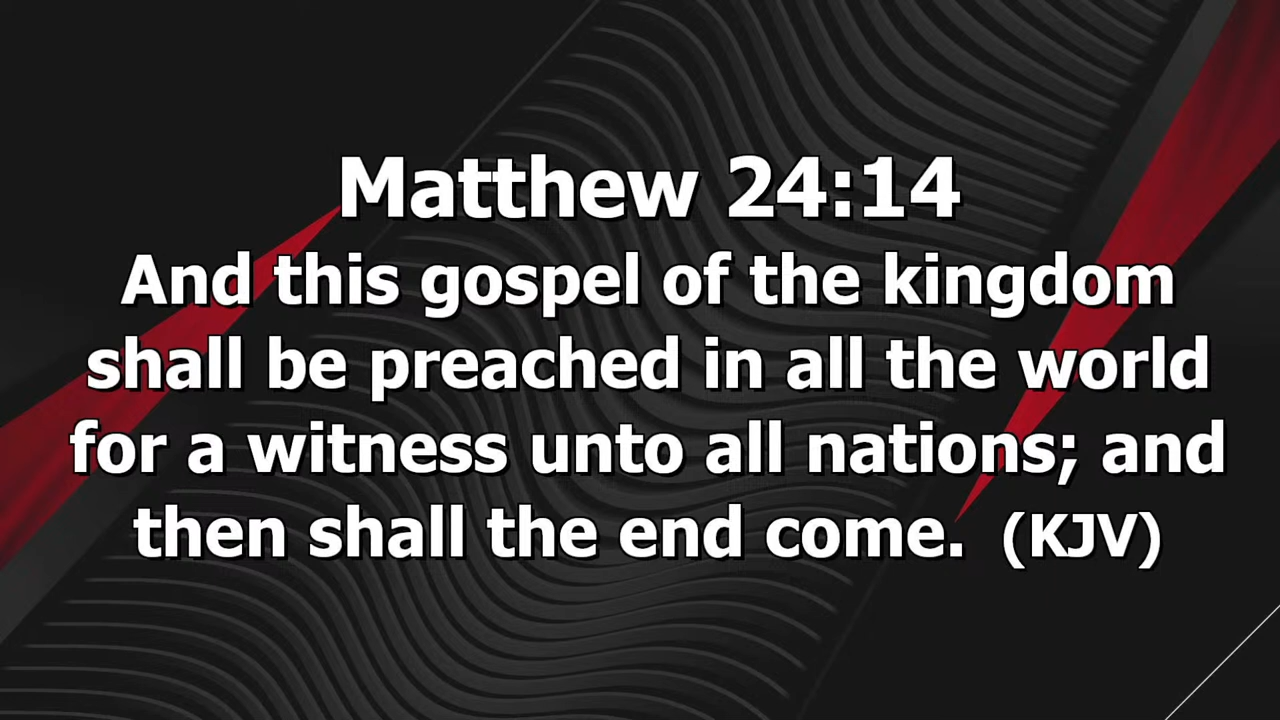 Matthew 24:14
And this gospel of the kingdom
shall be preached in all the world
for a witness unto all nations; and
then shall the end come. (KJV)